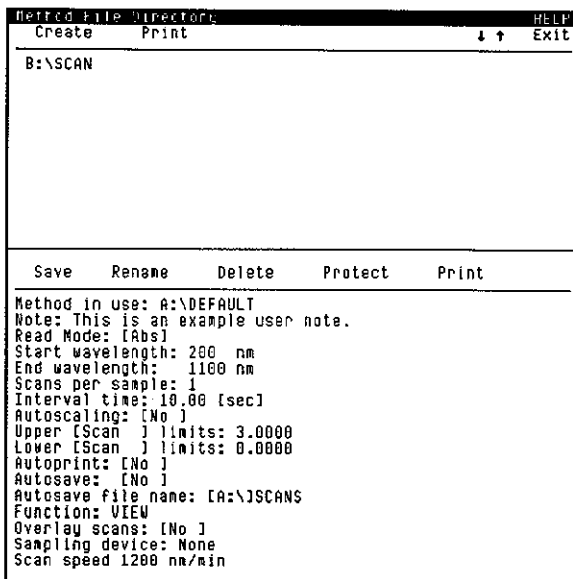 Method File Directory HELP
Create Print ↓ ↑ Exit
B:\SCAN
Save Rename Delete Protect Print
Method in use: A:\DEFAULT
Note: This is an example user note.
Read Mode: [Abs]
Start wavelength: 200 nm
End wavelength: 1100 nm
Scans per sample: 1
Interval time: 10.00 [sec]
Autoscaling: [No ]
Upper [Scan ] limits: 3.0000
Lower [Scan ] limits: 0.0000
Autoprint: [No ]
Autosave: [No ]
Autosave file name: [A:\]SCANS
Function: VIEW
Overlay scans: [No ]
Sampling device: None
Scan speed 1200 nm/min